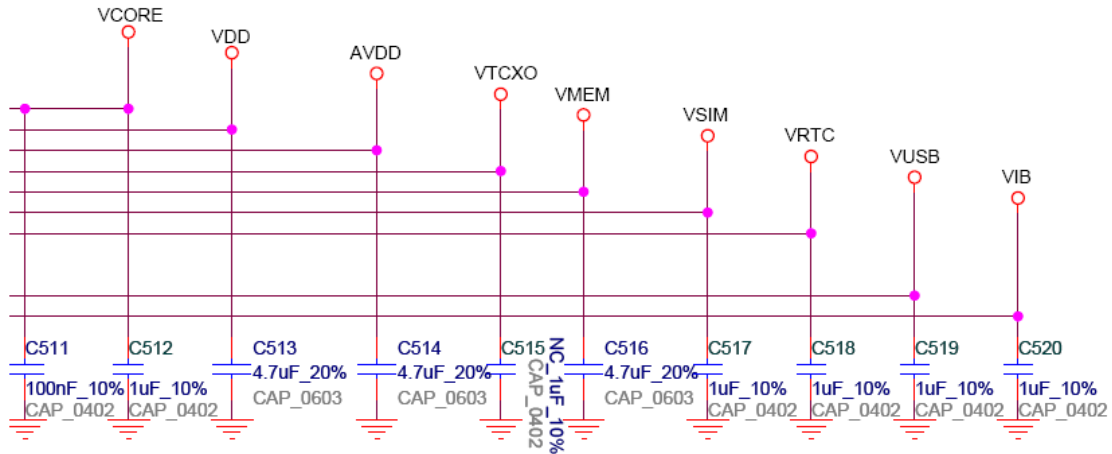 VCORE
VDD
AVDD
VTCXO
VMEM
VSIM
VRTC
VUSB
VIB
C511
100nF_10%
CAP_0402
C512
1uF_10%
CAP_0402
C513
4.7uF_20%
CAP_0603
C514
4.7uF_20%
CAP_0603
C515
NC_1uF_10%
CAP_0402
C516
4.7uF_20%
CAP_0603
C517
1uF_10%
CAP_0402
C518
1uF_10%
CAP_0402
C519
1uF_10%
CAP_0402
C520
1uF_10%
CAP_0402